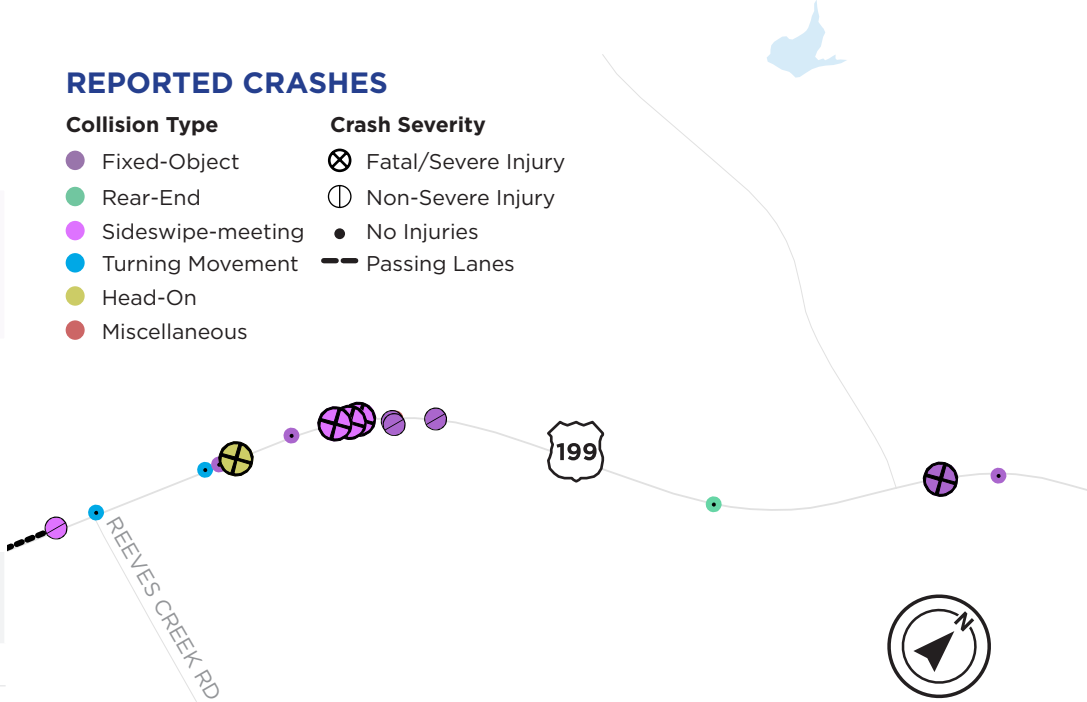 REPORTED CRASHES
Collision Type
Fixed-Object
Rear-End
Sideswipe-meeting
Turning Movement
Head-On
Miscellaneous
Crash Severity
Fatal/Severe Injury
Non-Severe Injury
No Injuries
Passing Lanes
199
REEVES CREEK RD
N